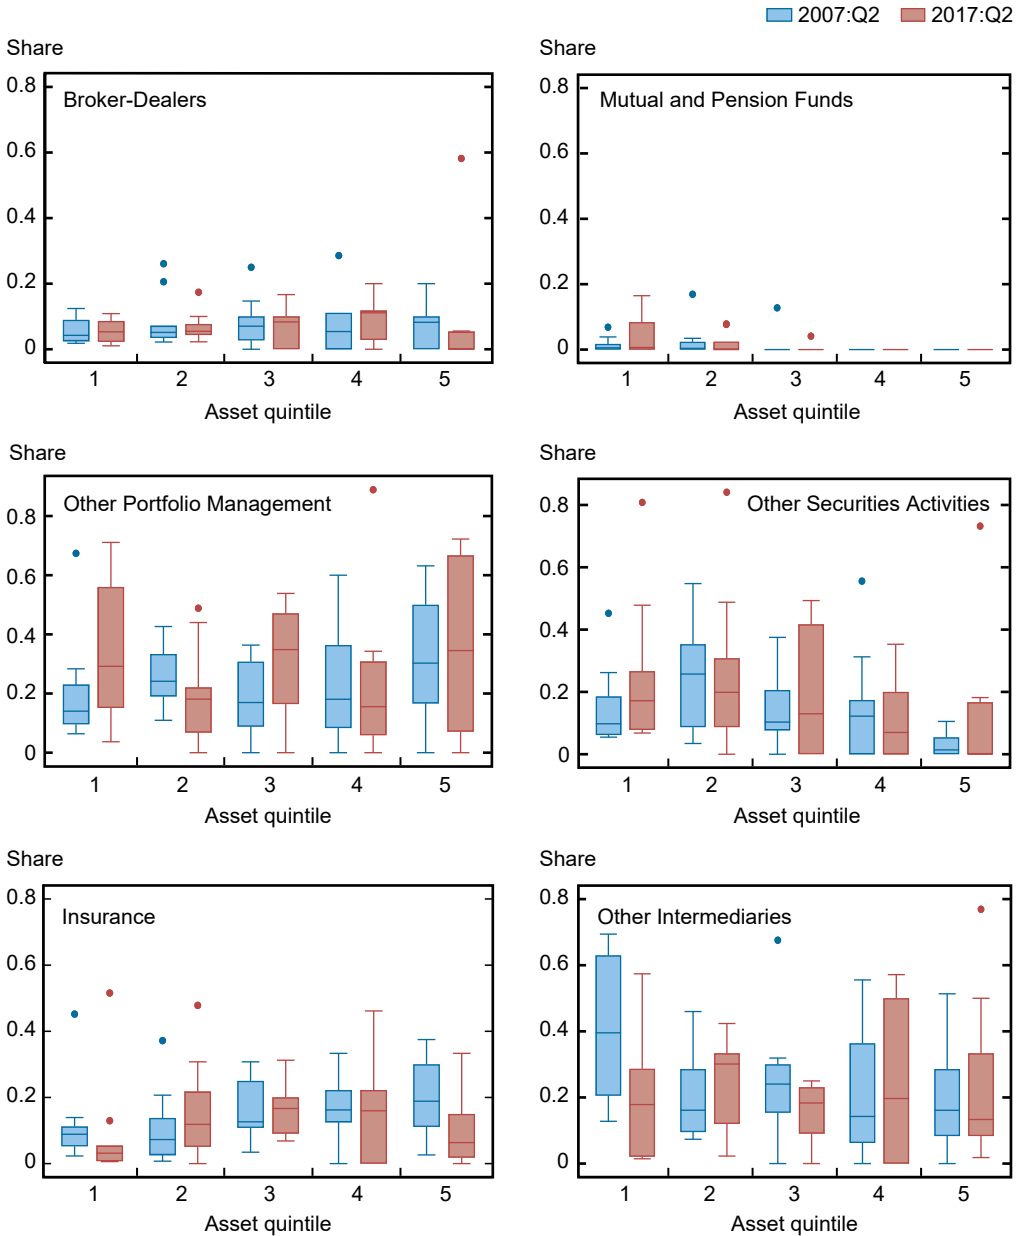 2007:Q2 2017:Q2
Share
Broker-Dealers
0.8
0.6
0.4
0.2
0
1 2 3 4 5
Asset quintile
Share
Mutual and Pension Funds
0.8
0.6
0.4
0.2
0
1 2 3 4 5
Asset quintile
Share
Other Portfolio Management
0.8
0.6
0.4
0.2
0
1 2 3 4 5
Asset quintile
Share
Other Securities Activities
0.8
0.6
0.4
0.2
0
1 2 3 4 5
Asset quintile
Share
0.8
Insurance
0.6
0.4
0.2
0
1 2 3 4 5
Asset quintile
Share
0.8
Other Intermediaries
0.6
0.4
0.2
0
1 2 3 4 5
Asset quintile